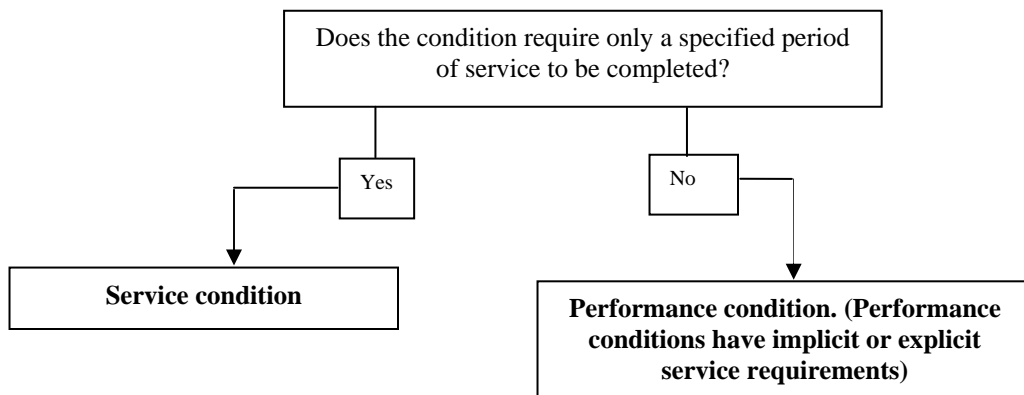 Does the condition require only a specified period
of service to be completed?
Yes
No
Service condition
Performance condition. (Performance
conditions have implicit or explicit
service requirements)